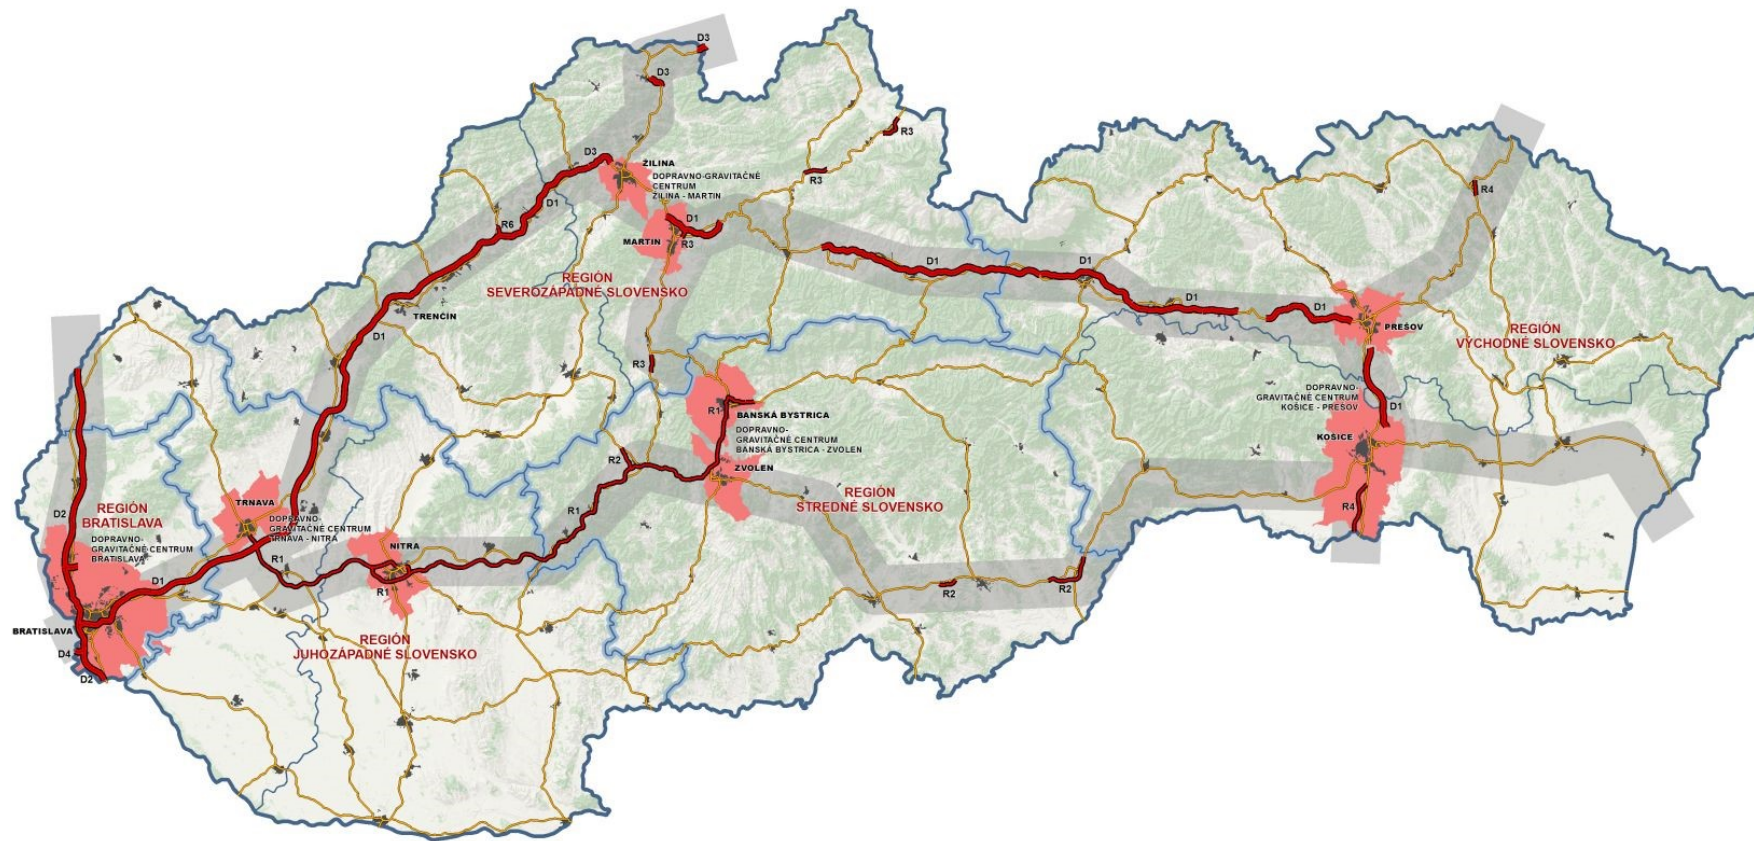 D3
D3
R3
D3
ŽILINA
DOPRAVNO-GRAVITAČNÉ
CENTRUM
ŽILINA - MARTIN
R3
R4
D1
R6
D1
MARTIN
R3
REGIÓN
SEVEROZÁPADNÉ SLOVENSKO
D1
D1
D1
D1
TRENČÍN
D1
PREŠOV
REGIÓN
VÝCHODNÉ SLOVENSKO
R3
DOPRAVNO-
GRAVITAČNÉ CENTRUM
KOŠICE - PREŠOV
D1
R1
BANSKÁ BYSTRICA
DOPRAVNO-
GRAVITAČNÉ CENTRUM
BANSKÁ BYSTRICA - ZVOLEN
KOŠICE
R2
ZVOLEN
REGIÓN
STREDNÉ SLOVENSKO
TRNAVA
DOPRAVNO-
GRAVITAČNÉ CENTRUM
TRNAVA - NITRA
D2
REGIÓN
BRATISLAVA
DOPRAVNO-
GRAVITAČNÉ CENTRUM
BRATISLAVA
R1
R4
NITRA
R1
D1
R1
R2
R2
BRATISLAVA
D4
D2
REGIÓN
JUHOZÁPADNÉ SLOVENSKO